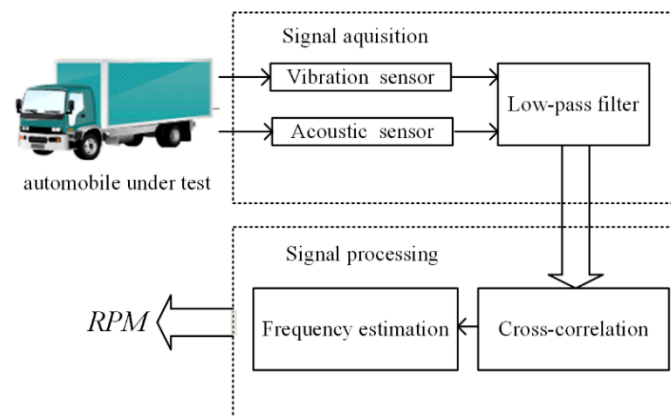 Signal aquisition
Vibration sensor
Low-pass filter
Acoustic sensor
automobile under test
Signal processing
RPM
Frequency estimation
Cross-correlation